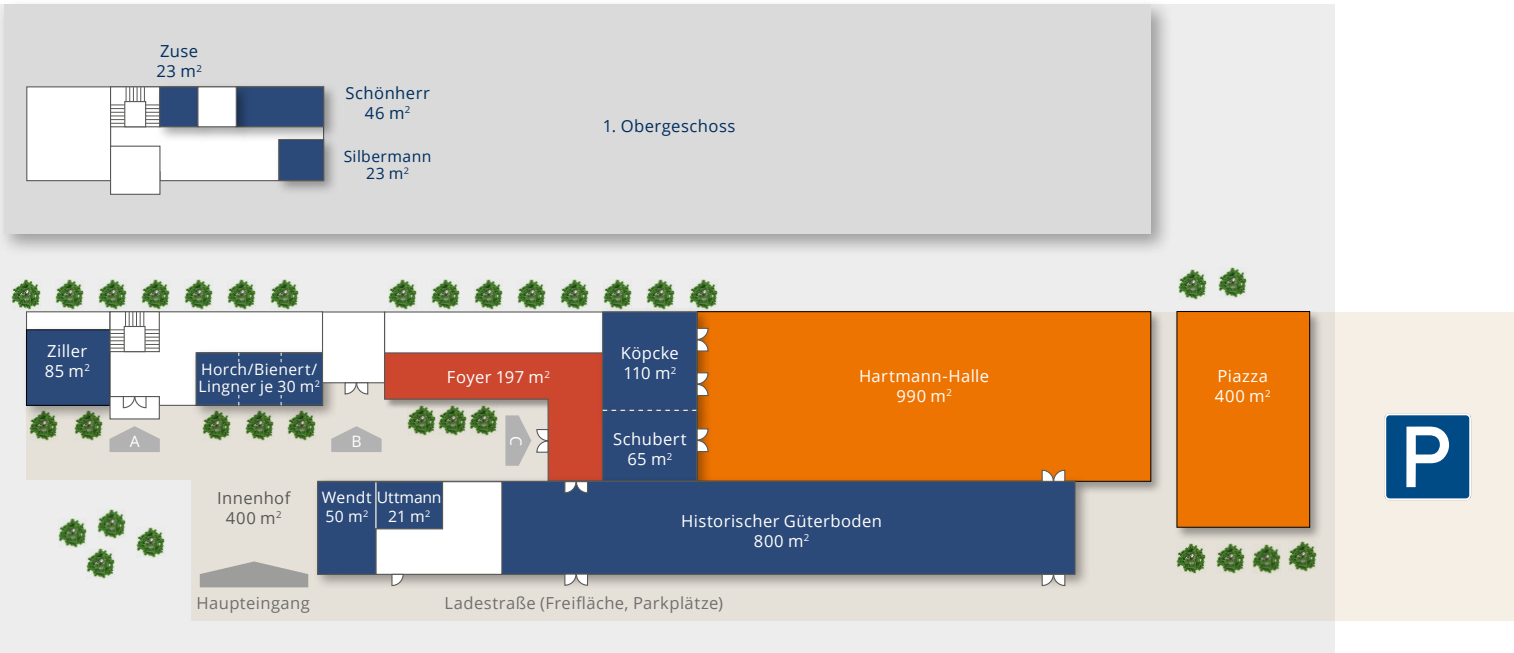 Zuse
23 m²
Schönherr
46 m²
1. Obergeschoss
Silbermann
23 m²
Ziller
85 m²
Horch/Bienert/
Lingner je 30 m²
Foyer 197 m²
Köpcke
110 m²
Hartmann-Halle
990 m²
Piazza
400 m²
A
B
C
Schubert
65 m²
P
Innenhof
400 m²
Wendt
50 m²
Uttmann
21 m²
Historischer Güterboden
800 m²
Haupteingang
Ladestraße (Freifläche, Parkplätze)